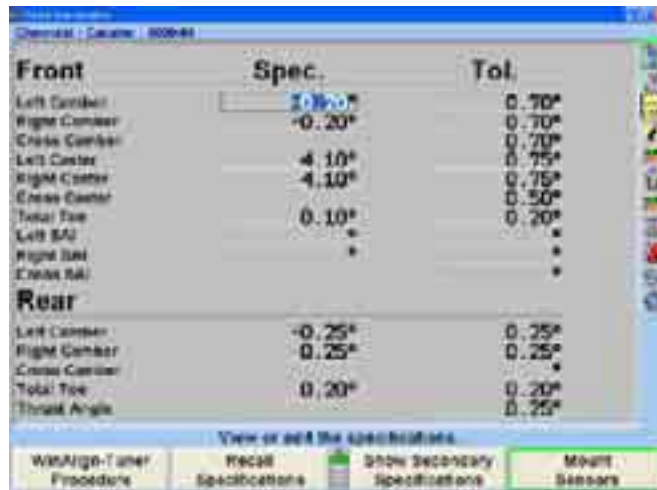 Chevrolet : Cavalier :
Front Spec. Tol.
Left Camber 0.70°
Right Camber -0.20° 0.70°
Cross Camber 0.70°
Left Caster 4.10° 0.75°
Right Caster 4.10° 0.75°
Cross Caster 0.50°
Total Toe 0.10° 0.20°
Left SAI ° °
Right SAI ° °
Cross SAI °
Rear
Left Camber -0.25° 0.25°
Right Camber 0.25° 0.25°
Cross Camber °
Total Toe 0.20° 0.20°
Thrust Angle 0.25°
View or edit the specifications.
WinAlign-Tuner Procedure
Recall Specifications
Show Secondary Specifications
Mount Sensors